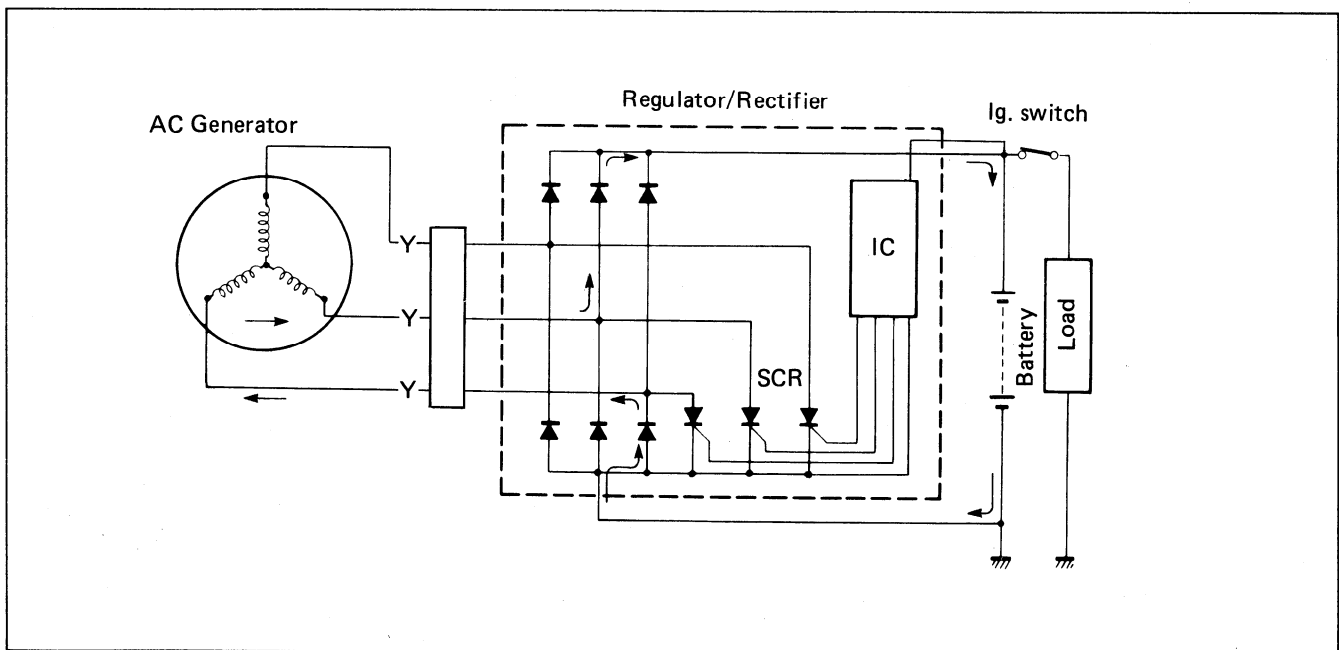 Regulator/Rectifier
Ig. switch
AC Generator
Y
IC
Y
Battery
Load
SCR
Y